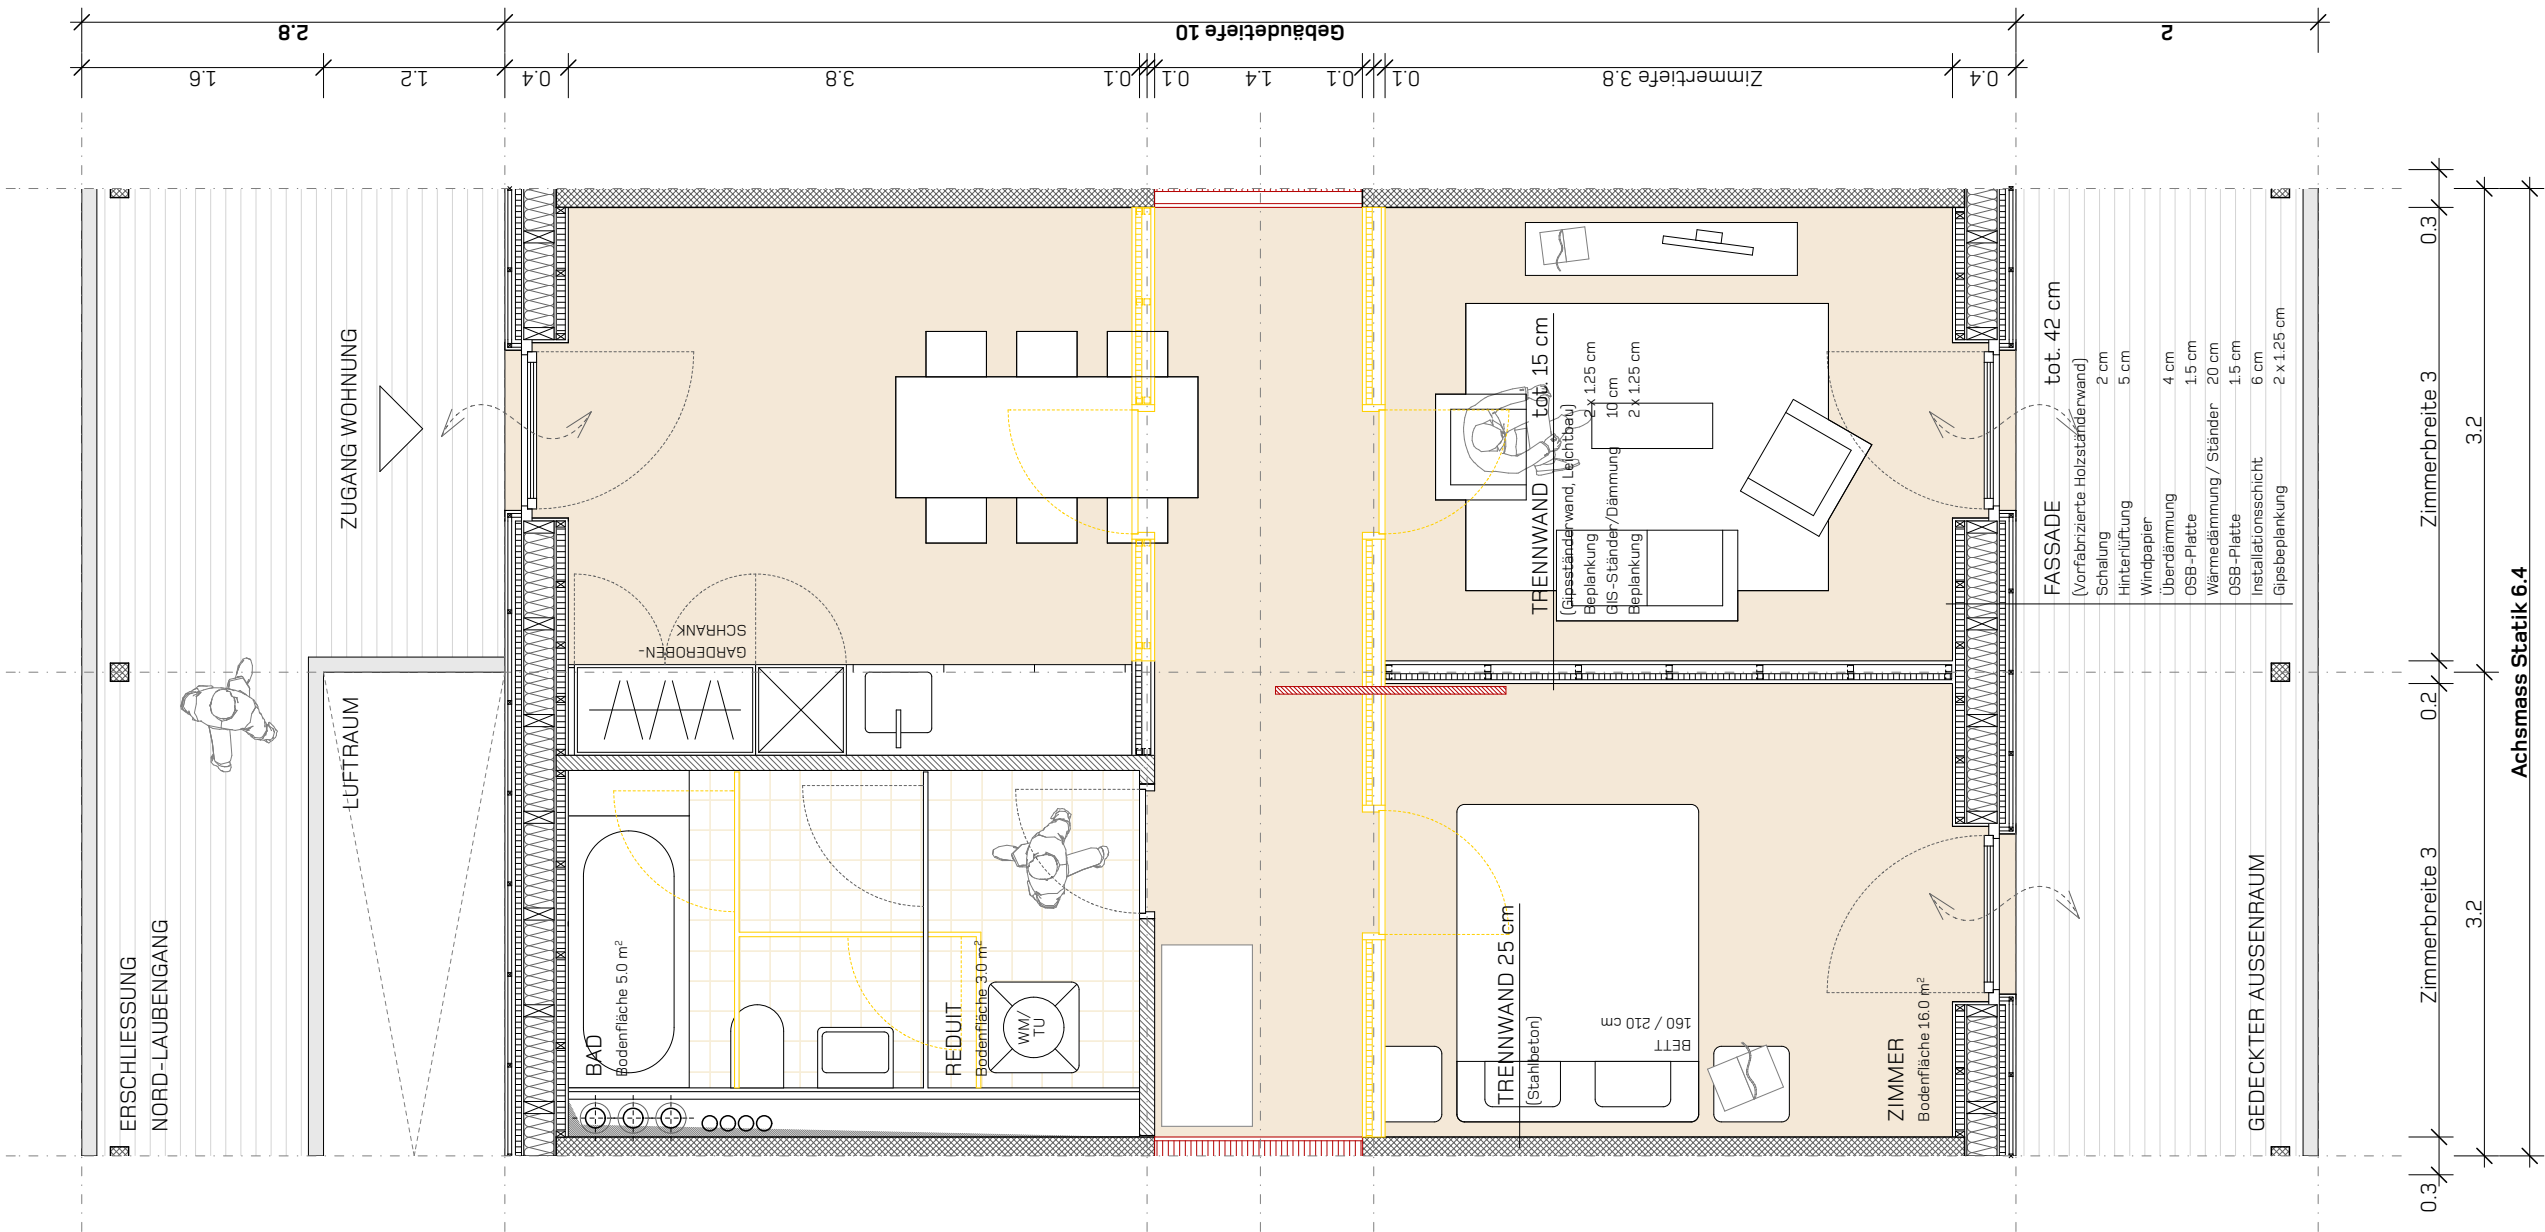 2.8
Gebäudetiefe 10
2
1.6
1.2
0.4
3.8
0.1
0.1
1.4
0.1
0.1
Zimmertiefe 3.8
0.4
ERSCHLIESSUNG
NORD-LAUBENGANG
ZUGANG WOHNUNG
LUFTRAUM
GARDEROBEN-
SCHRANK
BAD
Bodenfläche 5.0 m²
REDUIT
Bodenfläche 3.0 m²
WM/
TU
TRENNWAND tot. 15 cm
(Gipsständerwand, Leichtbau)
Beplankung 2 x 1.25 cm
GIS-Ständer/Dämmung 10 cm
Beplankung 2 x 1.25 cm
TRENNWAND 25 cm
(Stahlbeton)
BETT
160 / 210 cm
ZIMMER
Bodenfläche 16.0 m²
FASSADE tot. 42 cm
(Vorfabrizierte Holzständerwand)
Schalung 2 cm
Hinterlüftung 5 cm
Windpapier
Überdämmung 4 cm
OSB-Platte 1.5 cm
Wärmedämmung / Ständer 20 cm
OSB-Platte 1.5 cm
Installationsschicht 6 cm
Gipsbeplankung 2 x 1.25 cm
GEDECKTER AUSSENRAUM
0.3
Zimmerbreite 3
0.2
Zimmerbreite 3
0.3
3.2
3.2
Achsmass Statik 6.4